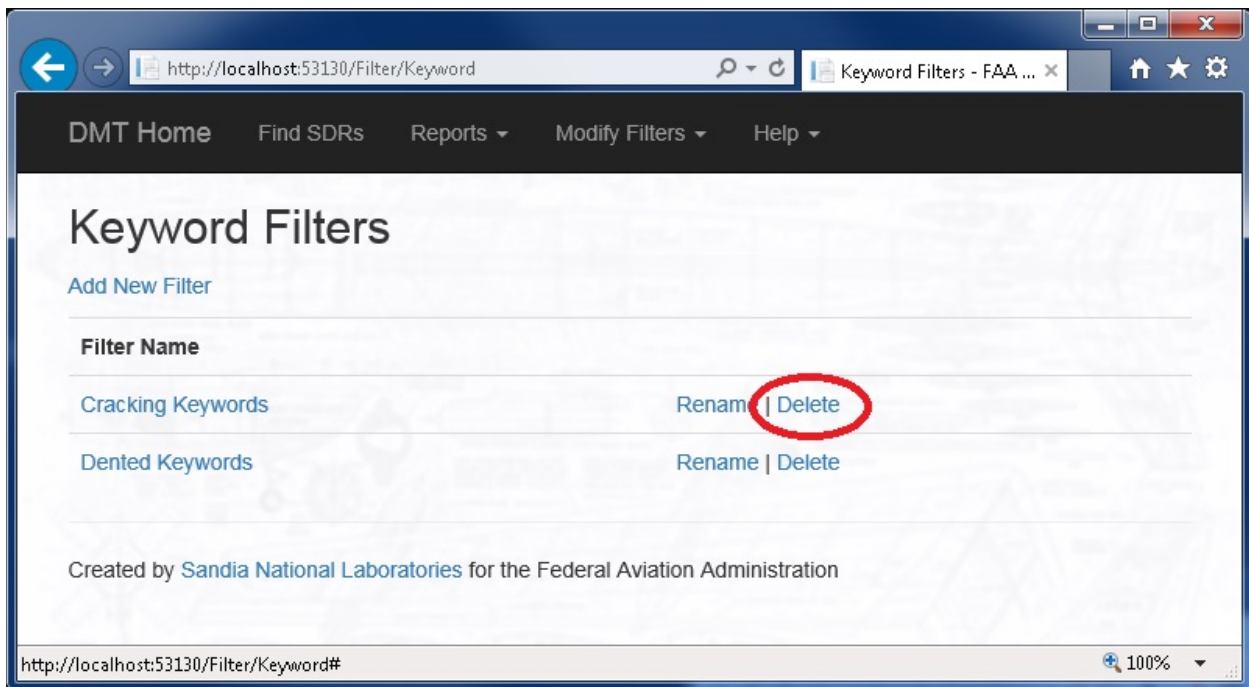 http://localhost:53130/Filter/Keyword
Keyword Filters - FAA ...
DMT Home Find SDRs Reports Modify Filters Help
Keyword Filters
Add New Filter
Filter Name
Cracking Keywords Rename | Delete
Dented Keywords Rename | Delete
Created by Sandia National Laboratories for the Federal Aviation Administration
http://localhost:53130/Filter/Keyword#
100%